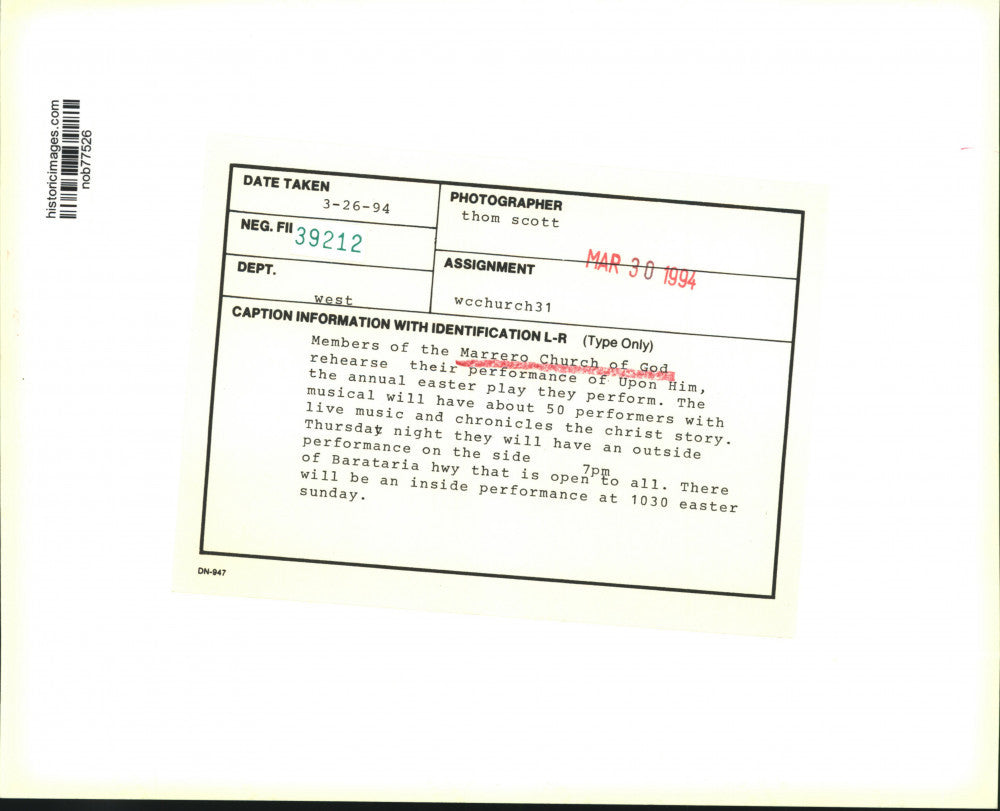 historicimages.com
nob77526
DATE TAKEN
3-26-94
PHOTOGRAPHER
thom scott
NEG. FII
39212
DEPT.
west
ASSIGNMENT
MAR 30 1994
wcchurch31
CAPTION INFORMATION WITH IDENTIFICATION L-R (Type Only)
Members of the Marrero Church of God
rehearse their performance of Upon Him,
the annual easter play they perform. The
musical will have about 50 performers with
live music and chronicles the christ story.
Thursday night they will have an outside
performance on the side 7pm
of Barataria hwy that is open to all. There
will be an inside performance at 1030 easter
sunday.
DN-947